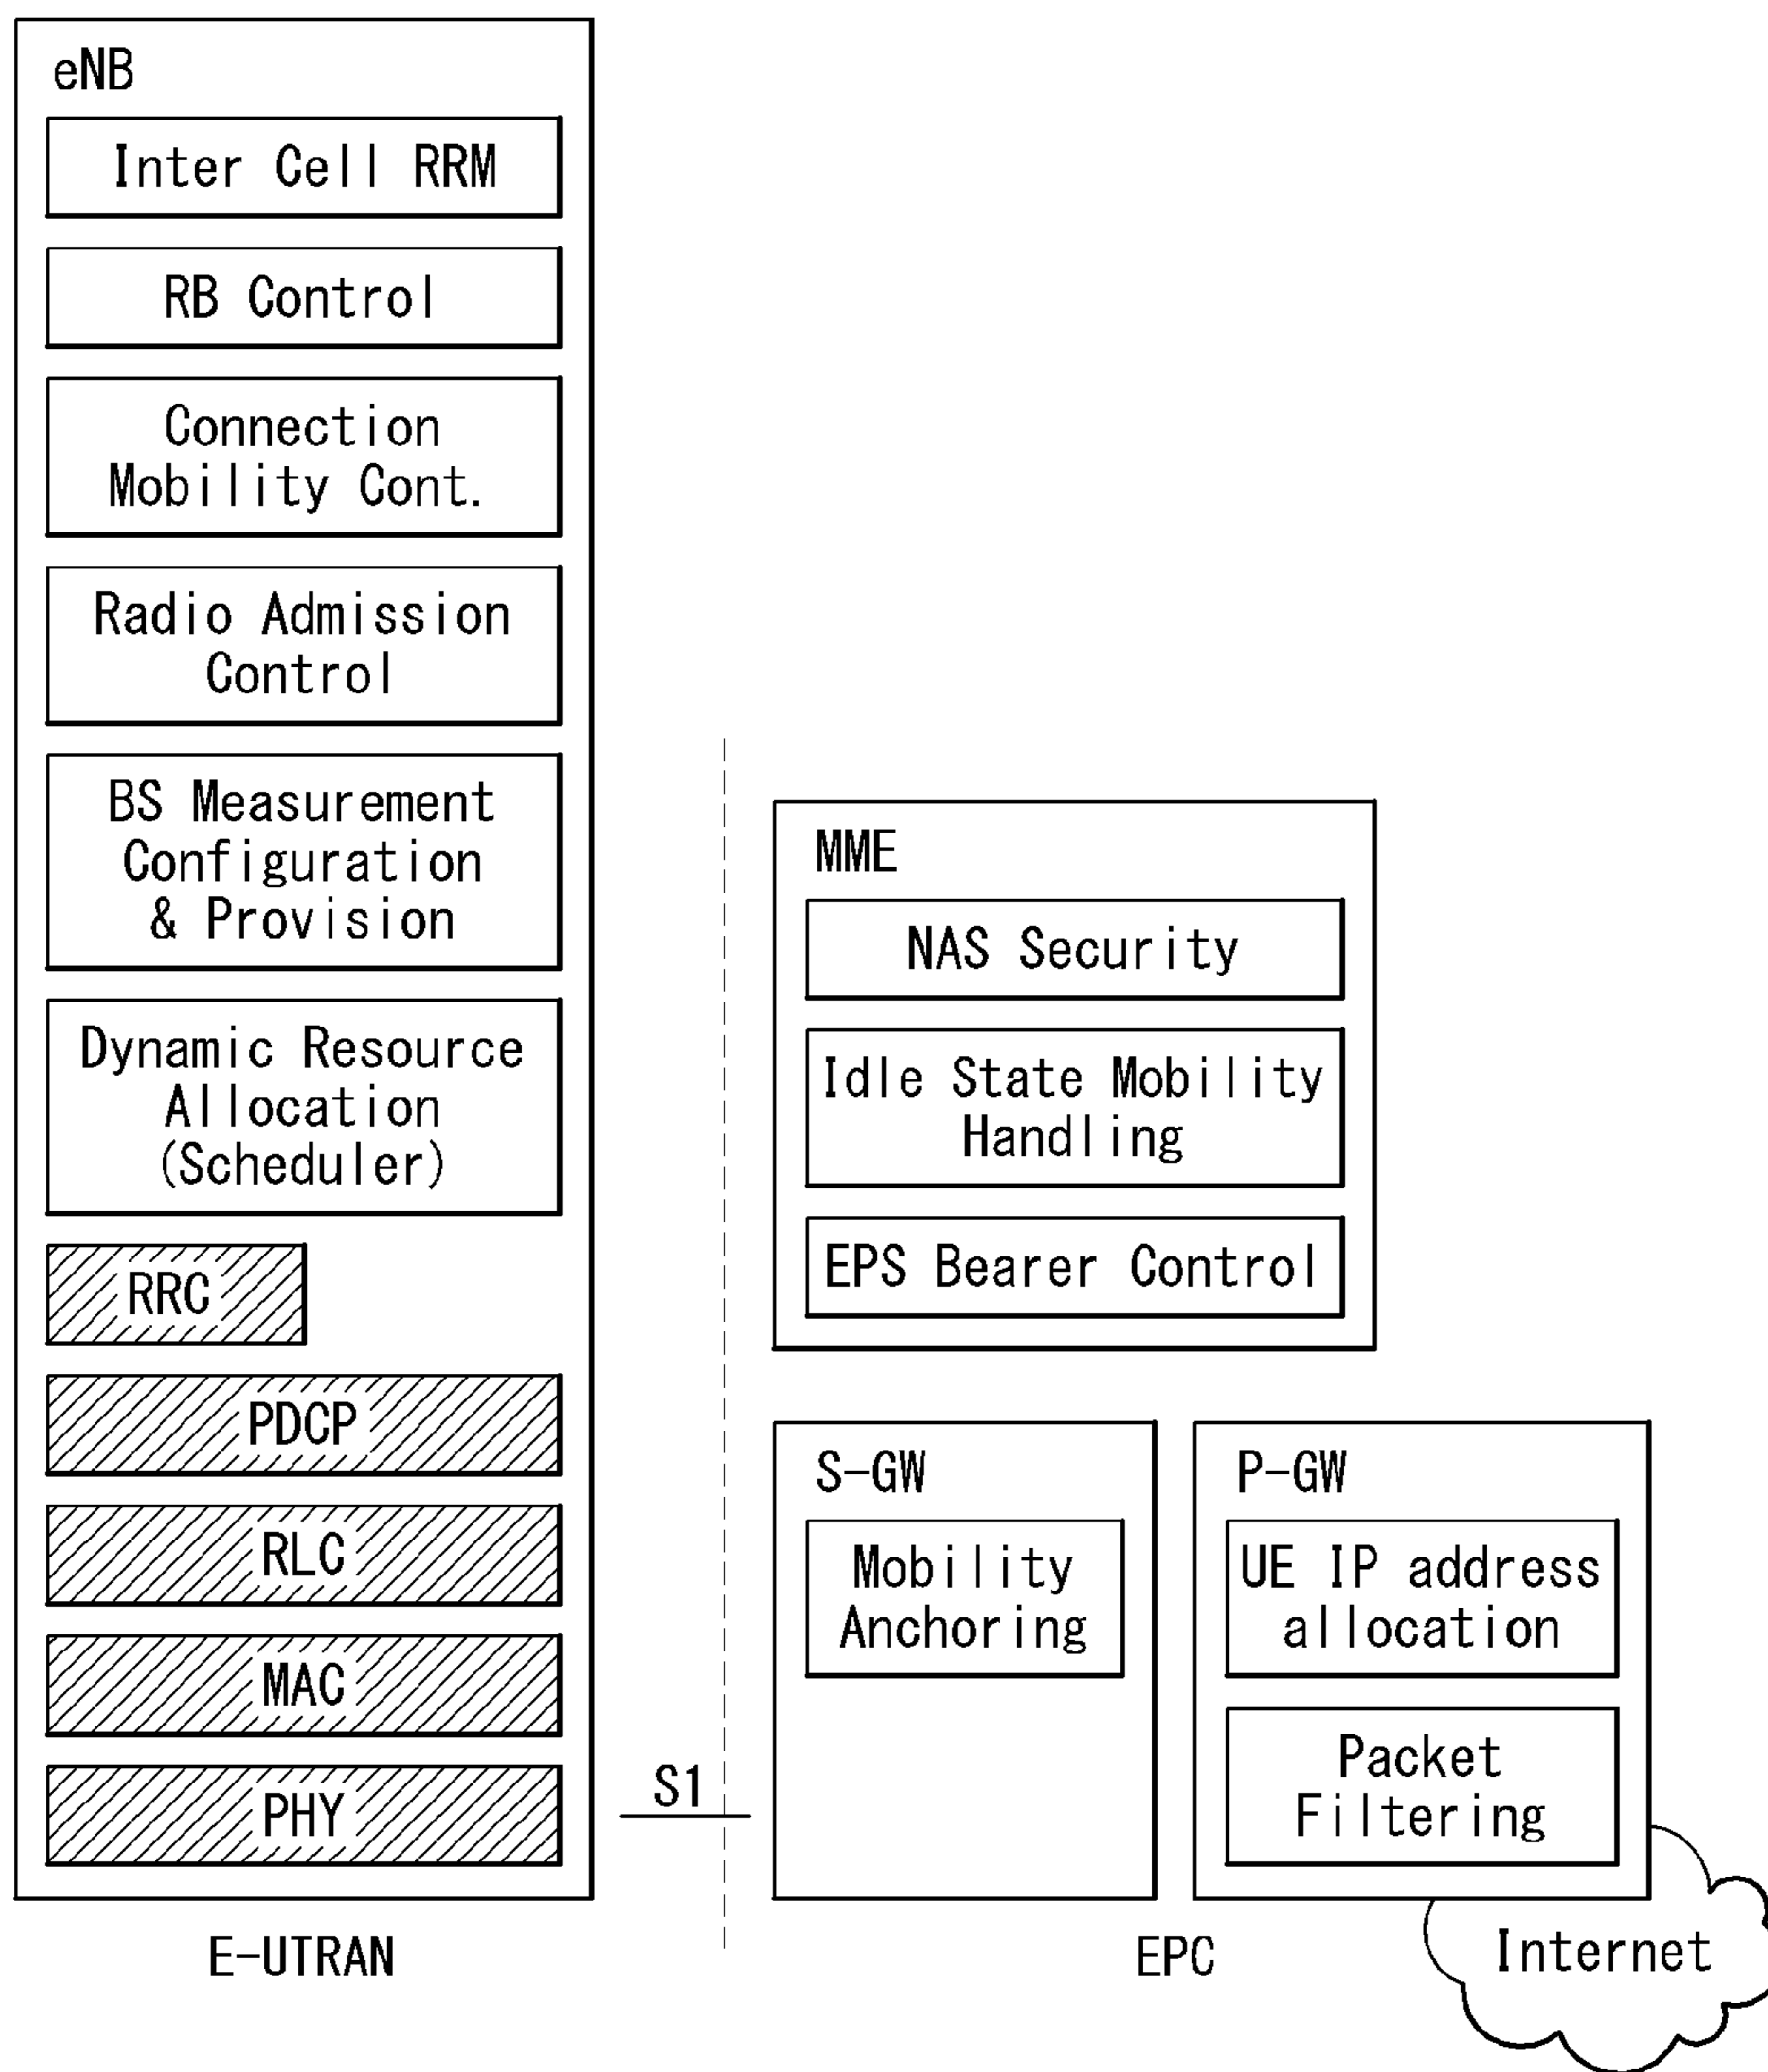 eNB
Inter Cell RRM
RB Control
Connection
Mobility Cont.
Radio Admission
Control
BS Measurement
Configuration
& Provision
Dynamic Resource
Allocation
(Scheduler)
RRC
PDCP
RLC
MAC
PHY
S1
MME
NAS Security
Idle State Mobility
Handling
EPS Bearer Control
S-GW
Mobility
Anchoring
P-GW
UE IP address
allocation
Packet
Filtering
E-UTRAN
EPC
Internet